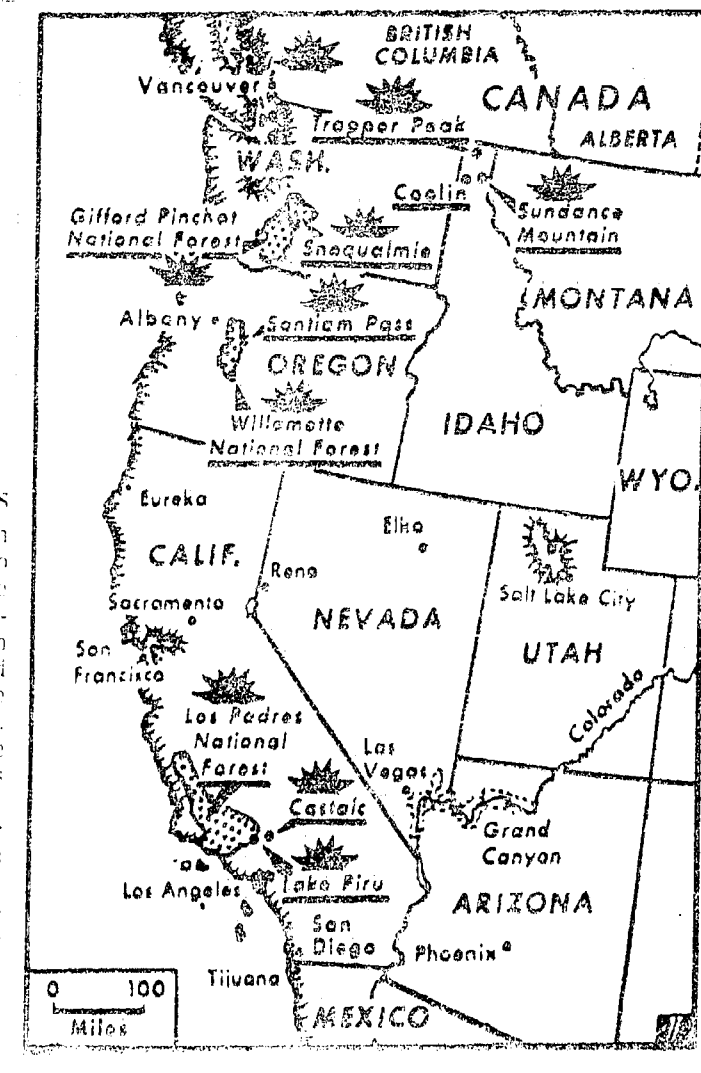 BRITISH
COLUMBIA
Vancouver
CANADA
Trapper Peak
ALBERTA
WASH.
Coolin
Gifford Pinchot
National Forest
Sundance
Mountain
Snoqualmie
MONTANA
Albany
Santiam Pass
OREGON
Willamette
National Forest
IDAHO
WYO.
Eureka
Elko
CALIF.
Reno
Salt Lake City
Sacramento
NEVADA
UTAH
San
Francisco
Colorado
Los Padres
National
Forest
Las
Vegas
Castaic
Grand
Canyon
Lake Piru
Los Angeles
ARIZONA
San
Diego
Phoenix
Tijuana
0 100
Miles
MEXICO